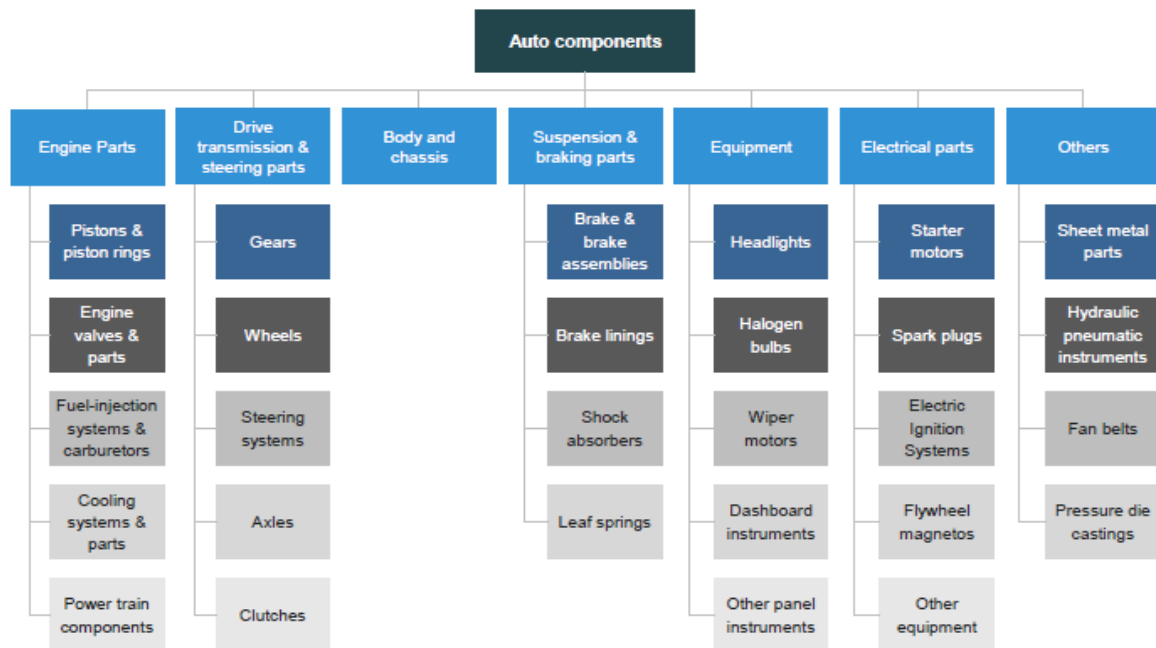 Auto components
Engine Parts
Drive
transmission &
steering parts
Body and
chassis
Suspension &
braking parts
Equipment
Electrical parts
Others
Pistons &
piston rings
Gears
Brake &
brake
assemblies
Headlights
Starter
motors
Sheet metal
parts
Engine
valves &
parts
Wheels
Brake linings
Halogen
bulbs
Spark plugs
Hydraulic
pneumatic
instruments
Fuel-injection
systems &
carburetors
Steering
systems
Shock
absorbers
Wiper
motors
Electric
Ignition
Systems
Fan belts
Cooling
systems &
parts
Axles
Leaf springs
Dashboard
instruments
Flywheel
magnetos
Pressure die
castings
Power train
components
Clutches
Other panel
instruments
Other
equipment